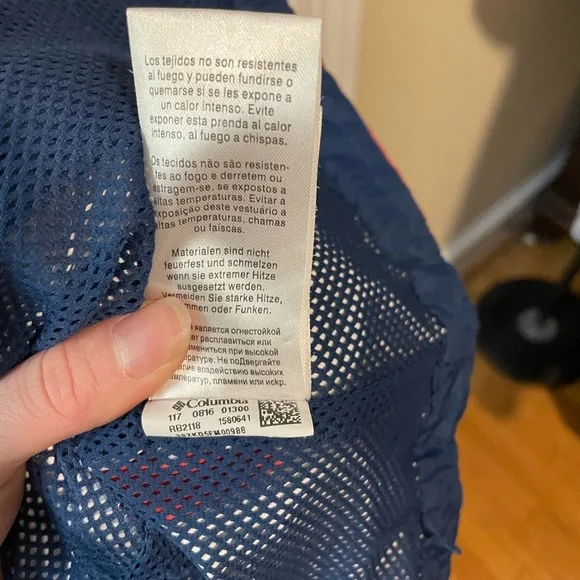 Los tejidos no son resistentes
al fuego y pueden fundirse o
quemarse si se les expone a
un calor intenso. Evite
exponer esta prenda al calor
intenso, al fuego a chispas.
Os tecidos não são resisten-
tes ao fogo e derretem ou
estragem-se, se expostos a
altas temperaturas. Evitar a
exposição deste vestuário a
altas temperaturas, chamas
ou faíscas.
Materialen sind nicht
feuerfest und schmelzen
wenn sie extremer Hitze
ausgesetzt werden.
Vermeiden Sie starke Hitze,
oder Funken.
является огнестойкой
расплавиться или
при высокой
Не поДвергайте
воздействию высоких
пламени или искр.
Columbia
117 0816 01300
RB2118 1580641